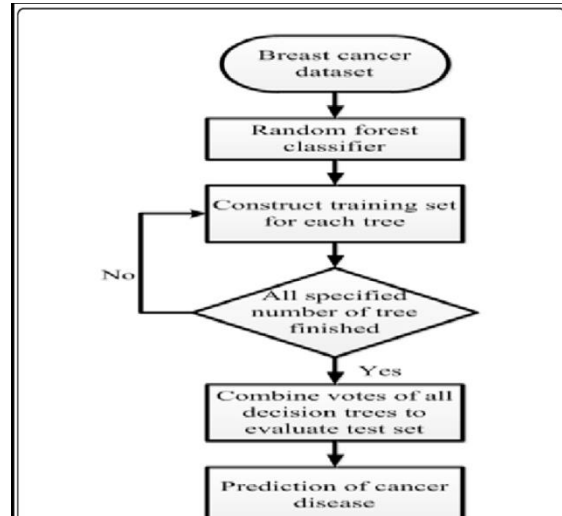 Breast cancer
dataset
Random forest
classifier
Construct training set
for each tree
No
All specified
number of tree
finished
Yes
Combine votes of all
decision trees to
evaluate test set
Prediction of cancer
disease